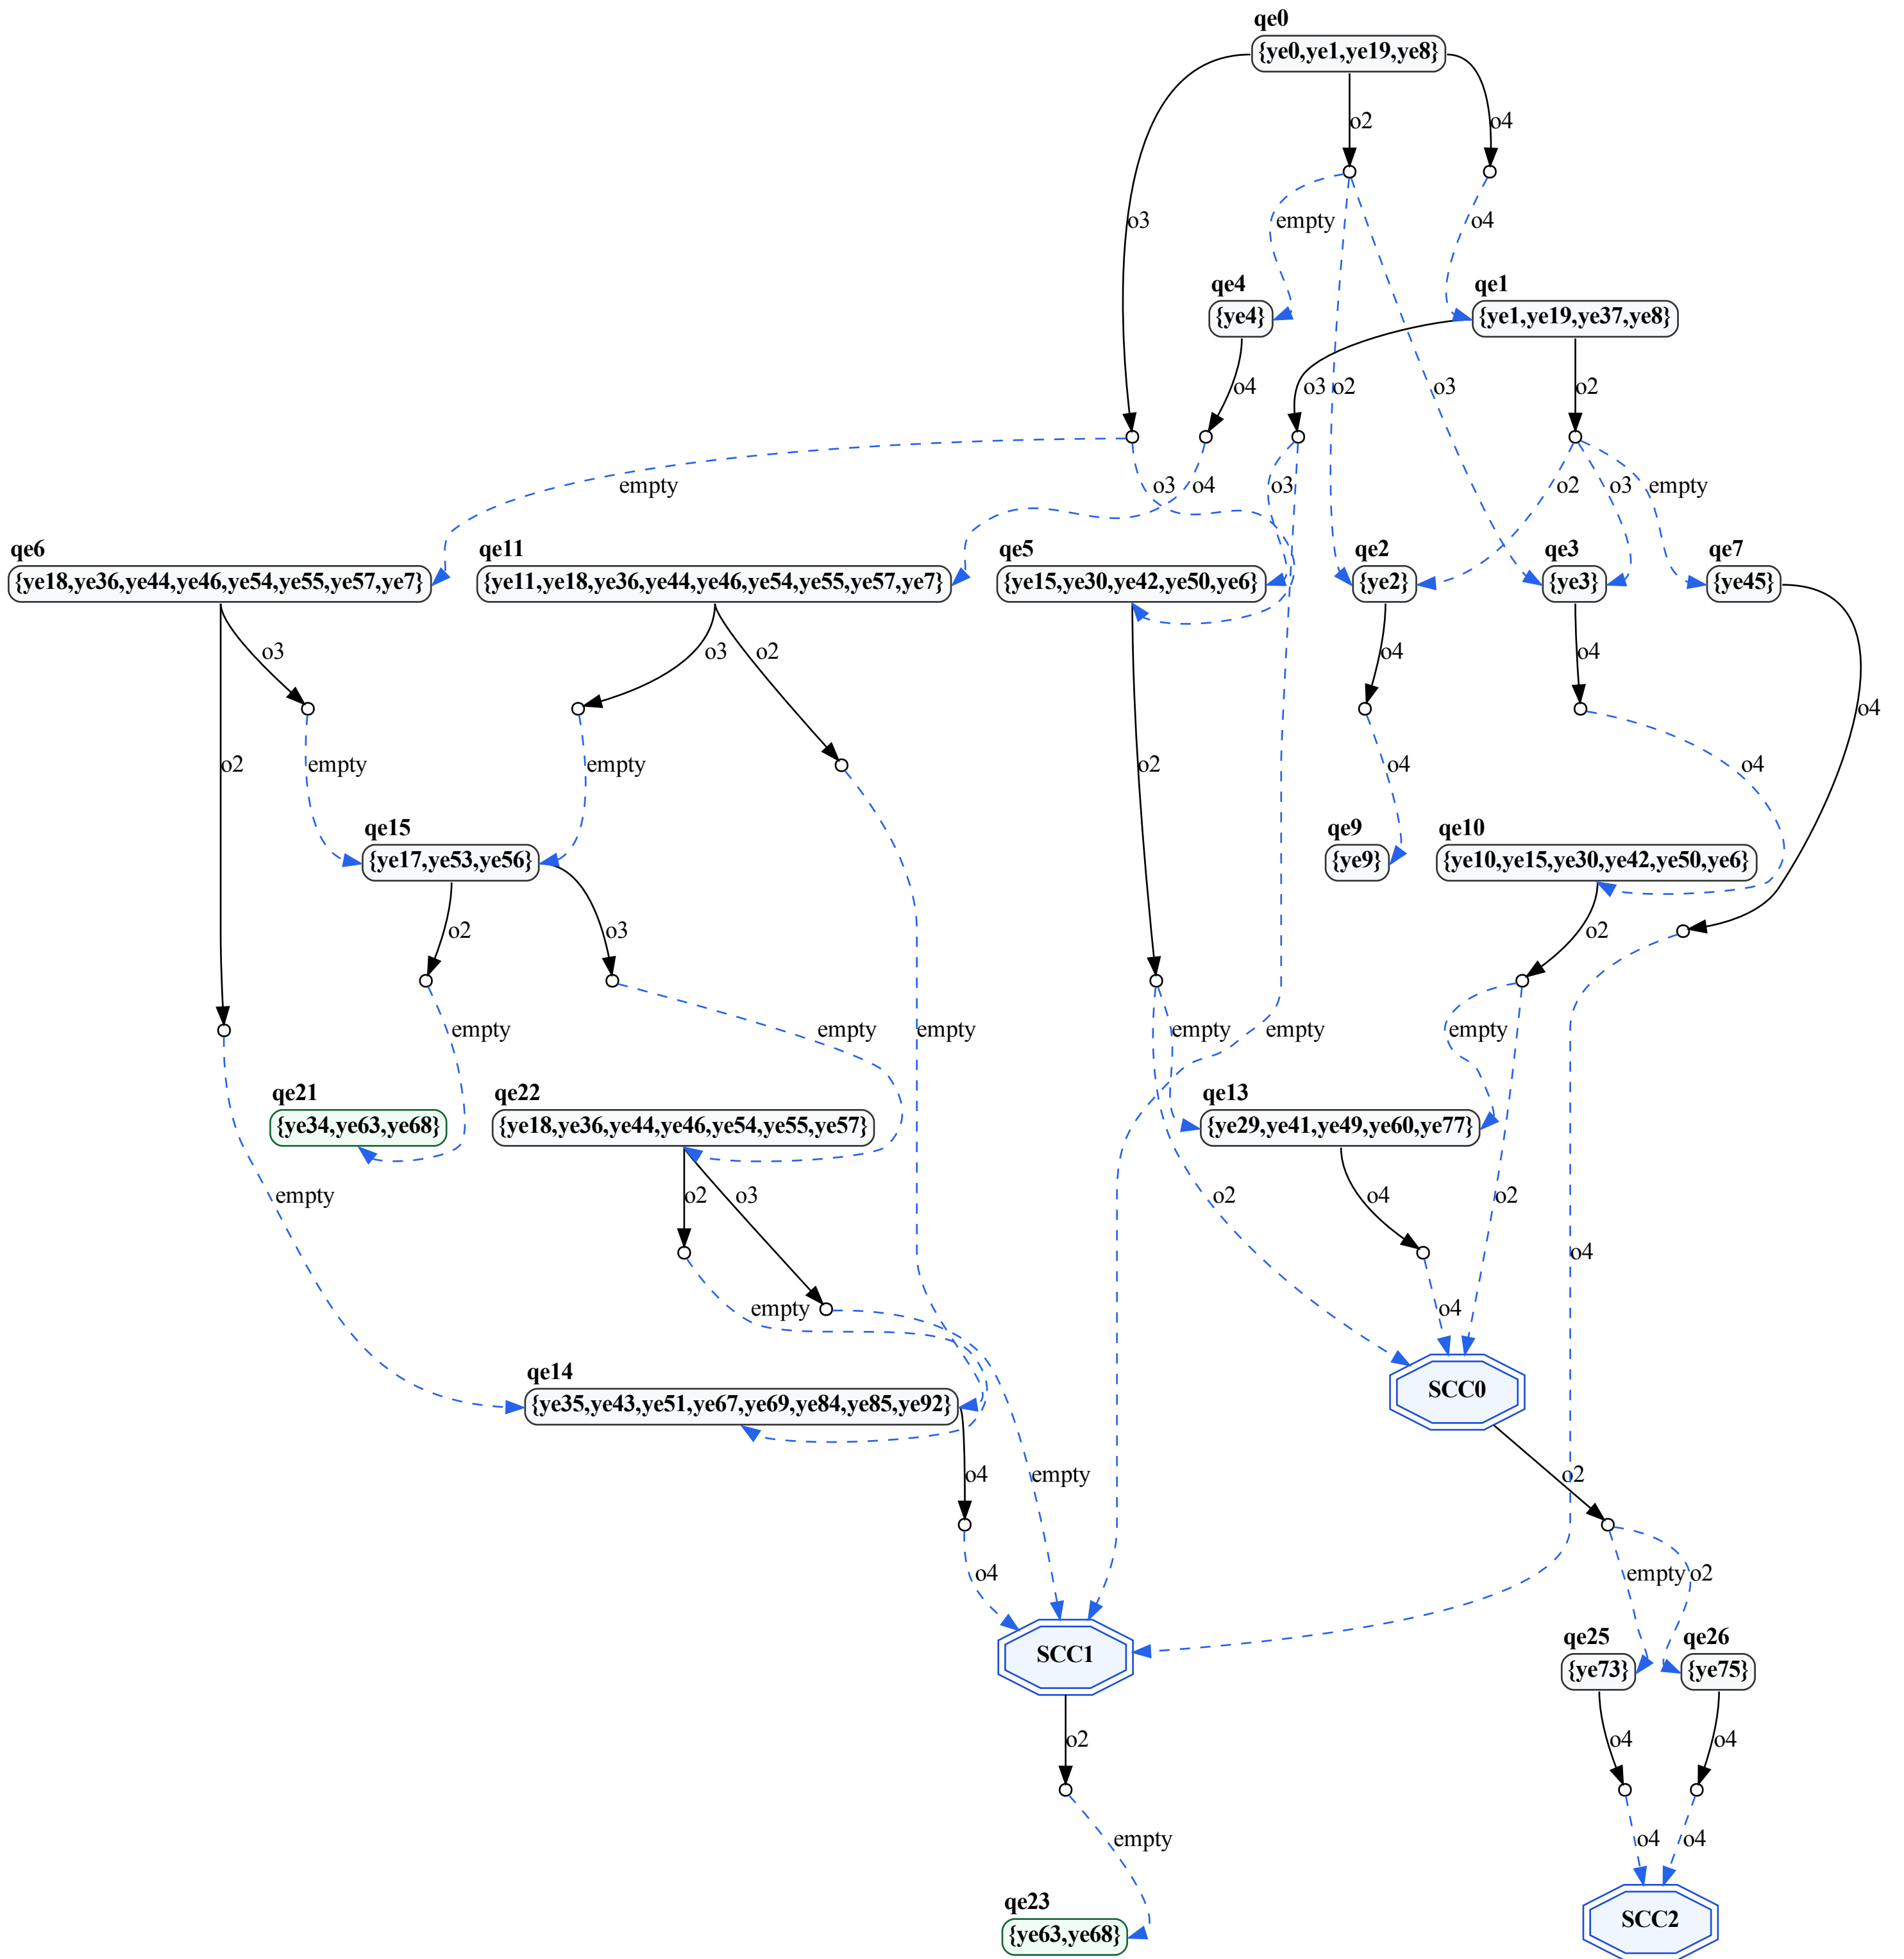 qe0
{ye0,ye1,ye19,ye8}
o2
o4
o3
empty
o4
qe4
{ye4}
qe1
{ye1,ye19,ye37,ye8}
o4
o3
o2
o3
o2
empty
o3
o4
o3
o2
o3
empty
qe6
{ye18,ye36,ye44,ye46,ye54,ye55,ye57,ye7}
qe11
{ye11,ye18,ye36,ye44,ye46,ye54,ye55,ye57,ye7}
qe5
{ye15,ye30,ye42,ye50,ye6}
qe2
{ye2}
qe3
{ye3}
qe7
{ye45}
o3
o3
o2
o4
o4
o4
o2
empty
empty
o2
o4
o4
qe15
{ye17,ye53,ye56}
qe9
{ye9}
qe10
{ye10,ye15,ye30,ye42,ye50,ye6}
o2
o3
o2
empty
empty
empty
empty
empty
empty
qe21
{ye34,ye63,ye68}
qe22
{ye18,ye36,ye44,ye46,ye54,ye55,ye57}
qe13
{ye29,ye41,ye49,ye60,ye77}
empty
o2
o3
o2
o4
o2
o4
empty
o4
qe14
{ye35,ye43,ye51,ye67,ye69,ye84,ye85,ye92}
SCC0
o4
empty
o2
o4
empty
o2
SCC1
qe25
{ye73}
qe26
{ye75}
o2
o4
o4
empty
o4
o4
qe23
{ye63,ye68}
SCC2